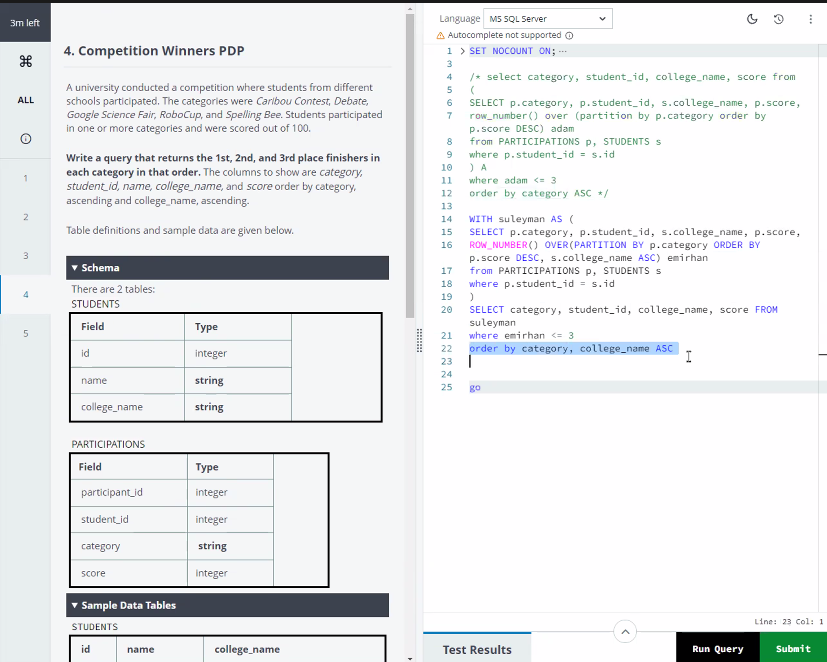 3m left
ALL
1
2
3
4
5
4. Competition Winners PDP
A university conducted a competition where students from different
schools participated. The categories were Caribou Contest, Debate,
Google Science Fair, RoboCup, and Spelling Bee. Students participated
in one or more categories and were scored out of 100.
Write a query that returns the 1st, 2nd, and 3rd place finishers in
each category in that order. The columns to show are category,
student_id, name, college_name, and score order by category,
ascending and college_name, ascending.
Table definitions and sample data are given below.
▼ Schema
There are 2 tables:
STUDENTS
Field Type
id integer
name string
college_name string
PARTICIPATIONS
Field Type
participant_id integer
student_id integer
category string
score integer
▼ Sample Data Tables
STUDENTS
id name college_name
Language MS SQL Server
Autocomplete not supported
1 SET NOCOUNT ON; ···
3
4 /* select category, student_id, college_name, score from
5 (
6 SELECT p.category, p.student_id, s.college_name, p.score,
7 row_number() over (partition by p.category order by
p.score DESC) adam
8 from PARTICIPATIONS p, STUDENTS s
9 where p.student_id = s.id
10 ) A
11 where adam <= 3
12 order by category ASC */
13
14 WITH suleyman AS (
15 SELECT p.category, p.student_id, s.college_name, p.score,
16 ROW_NUMBER() OVER(PARTITION BY p.category ORDER BY
p.score DESC, s.college_name ASC) emirhan
17 from PARTICIPATIONS p, STUDENTS s
18 where p.student_id = s.id
19 )
20 SELECT category, student_id, college_name, score FROM
suleyman
21 where emirhan <= 3
22 order by category, college_name ASC
23
24
25 go
Line: 23 Col: 1
Test Results
Run Query
Submit